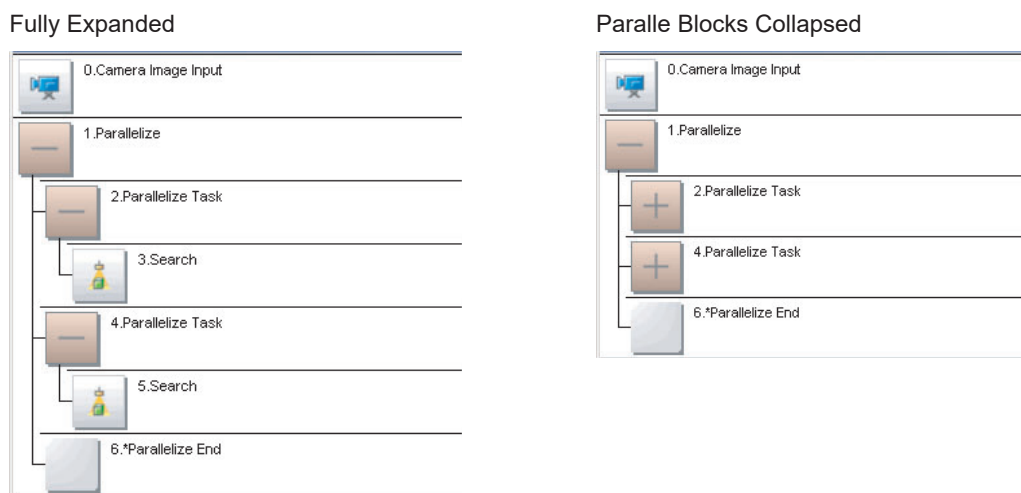 Fully Expanded
0.Camera Image Input
1.Parallelize
2.Parallelize Task
3.Search
4.Parallelize Task
5.Search
6.*Parallelize End
Paralle Blocks Collapsed
0.Camera Image Input
1.Parallelize
2.Parallelize Task
4.Parallelize Task
6.*Parallelize End